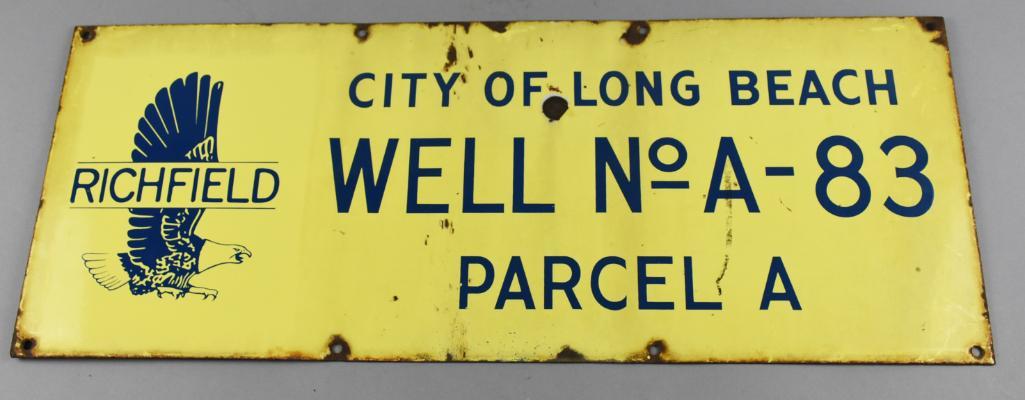 RICHFIELD
CITY OF LONG BEACH
WELL Nº A-83
PARCEL A